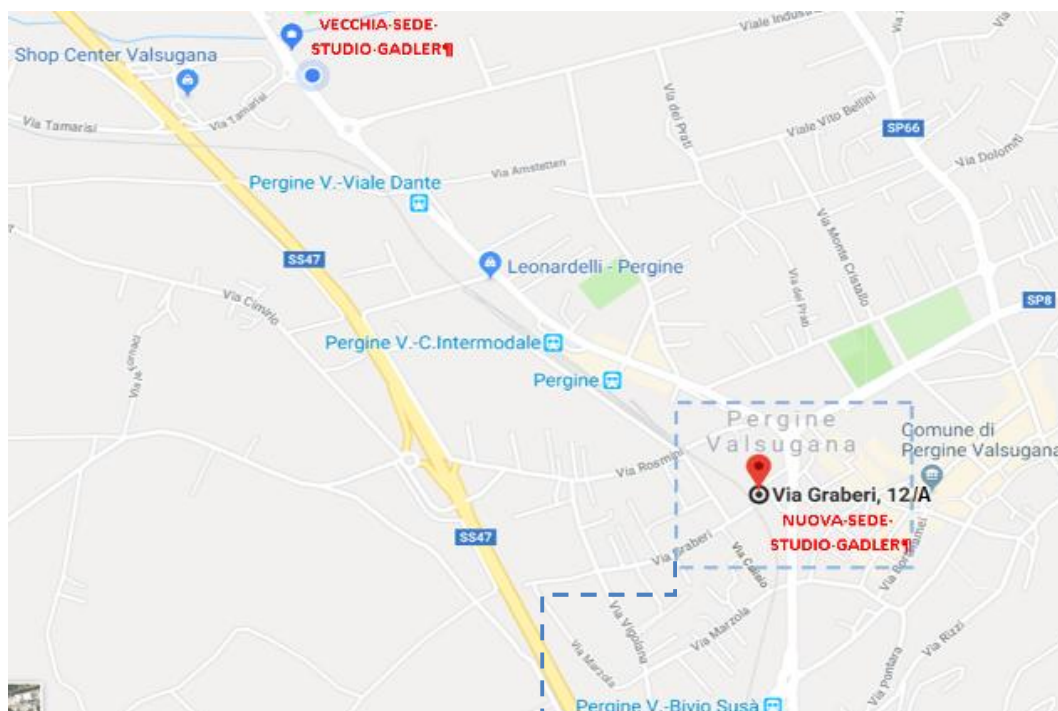 VECCHIA·SEDE·
STUDIO·GADLER¶
Viale Industria
Shop Center Valsugana
Via Tamarisi
Via Tamarisi
Via dei Prati
Viale Vito Bellini
SP66
Via Dolomiti
Via Amstetten
Pergine V.-Viale Dante
SS47
Leonardelli - Pergine
Via Monte Cristallo
Via dei Prati
Via Cimirlo
SP8
Pergine V.-C.Intermodale
Via le Fornaci
Pergine
Pergine
Valsugana
Comune di
Pergine Valsugana
Via Rosmini
Via Graberi, 12/A
NUOVA·SEDE·
STUDIO·GADLER¶
SS47
Via Graberi
Via Marzola
Via Vigolana
Via Marzola
Via Rizzi
Via Pontara
Pergine V.-Bivio Susà